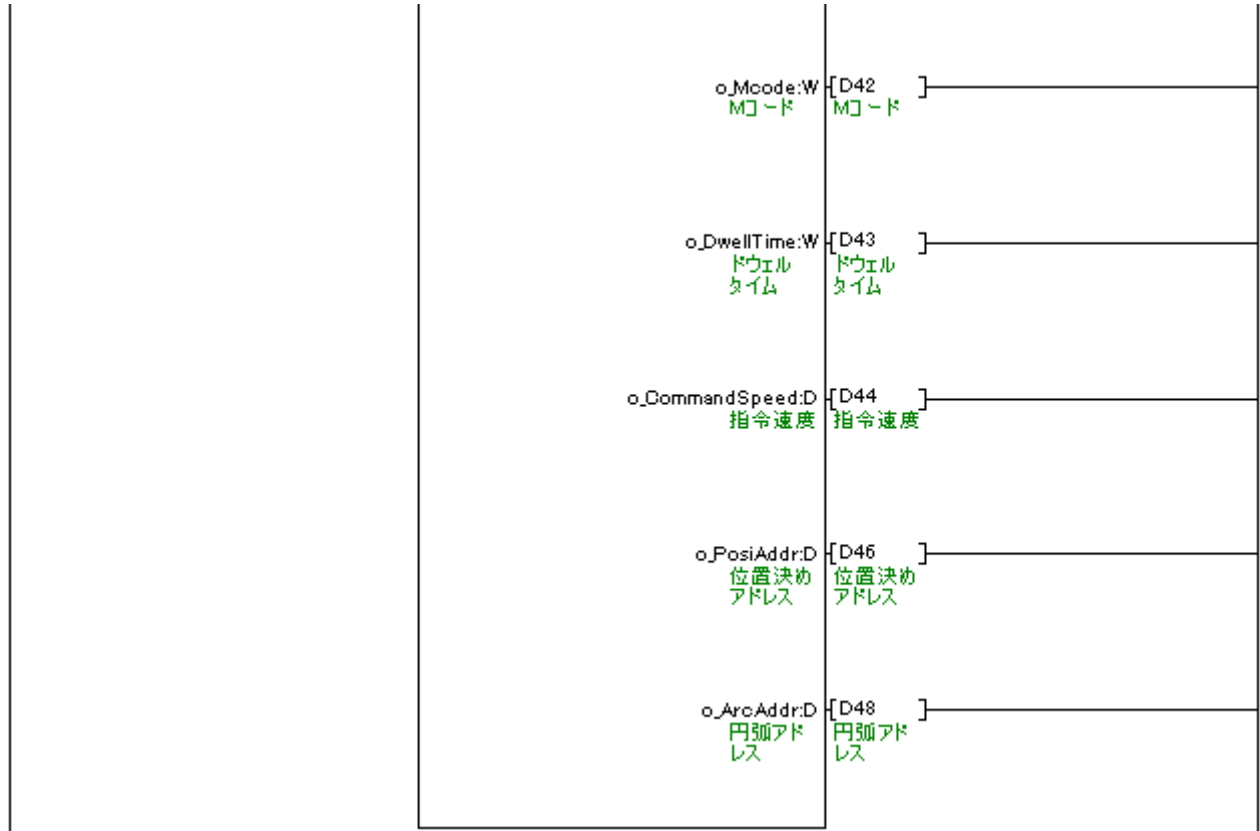 o_Mcode:W [D42 ]
Mコード Mコード
o_DwellTime:W [D43 ]
ドウェル ドウェル
タイム タイム
o_CommandSpeed:D [D44 ]
指令速度 指令速度
o_PosiAddr:D [D46 ]
位置決め 位置決め
アドレス アドレス
o_ArcAddr:D [D48 ]
円弧アド 円弧アド
レス レス